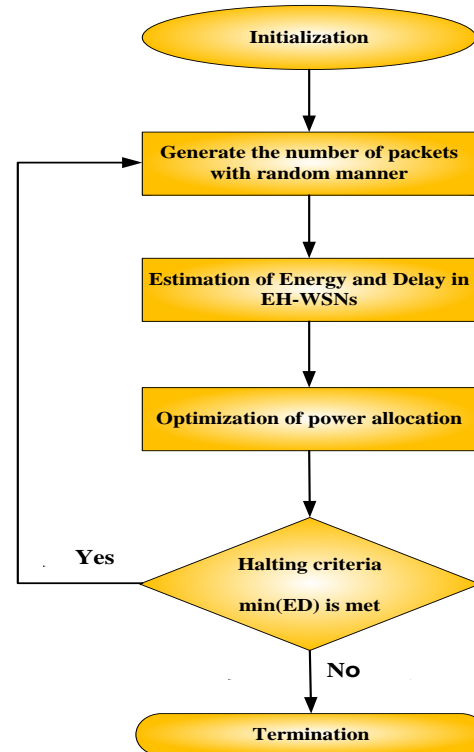 Initialization
Generate the number of packets
with random manner
Estimation of Energy and Delay in
EH-WSNs
Optimization of power allocation
Halting criteria
min(ED) is met
Yes
No
Termination